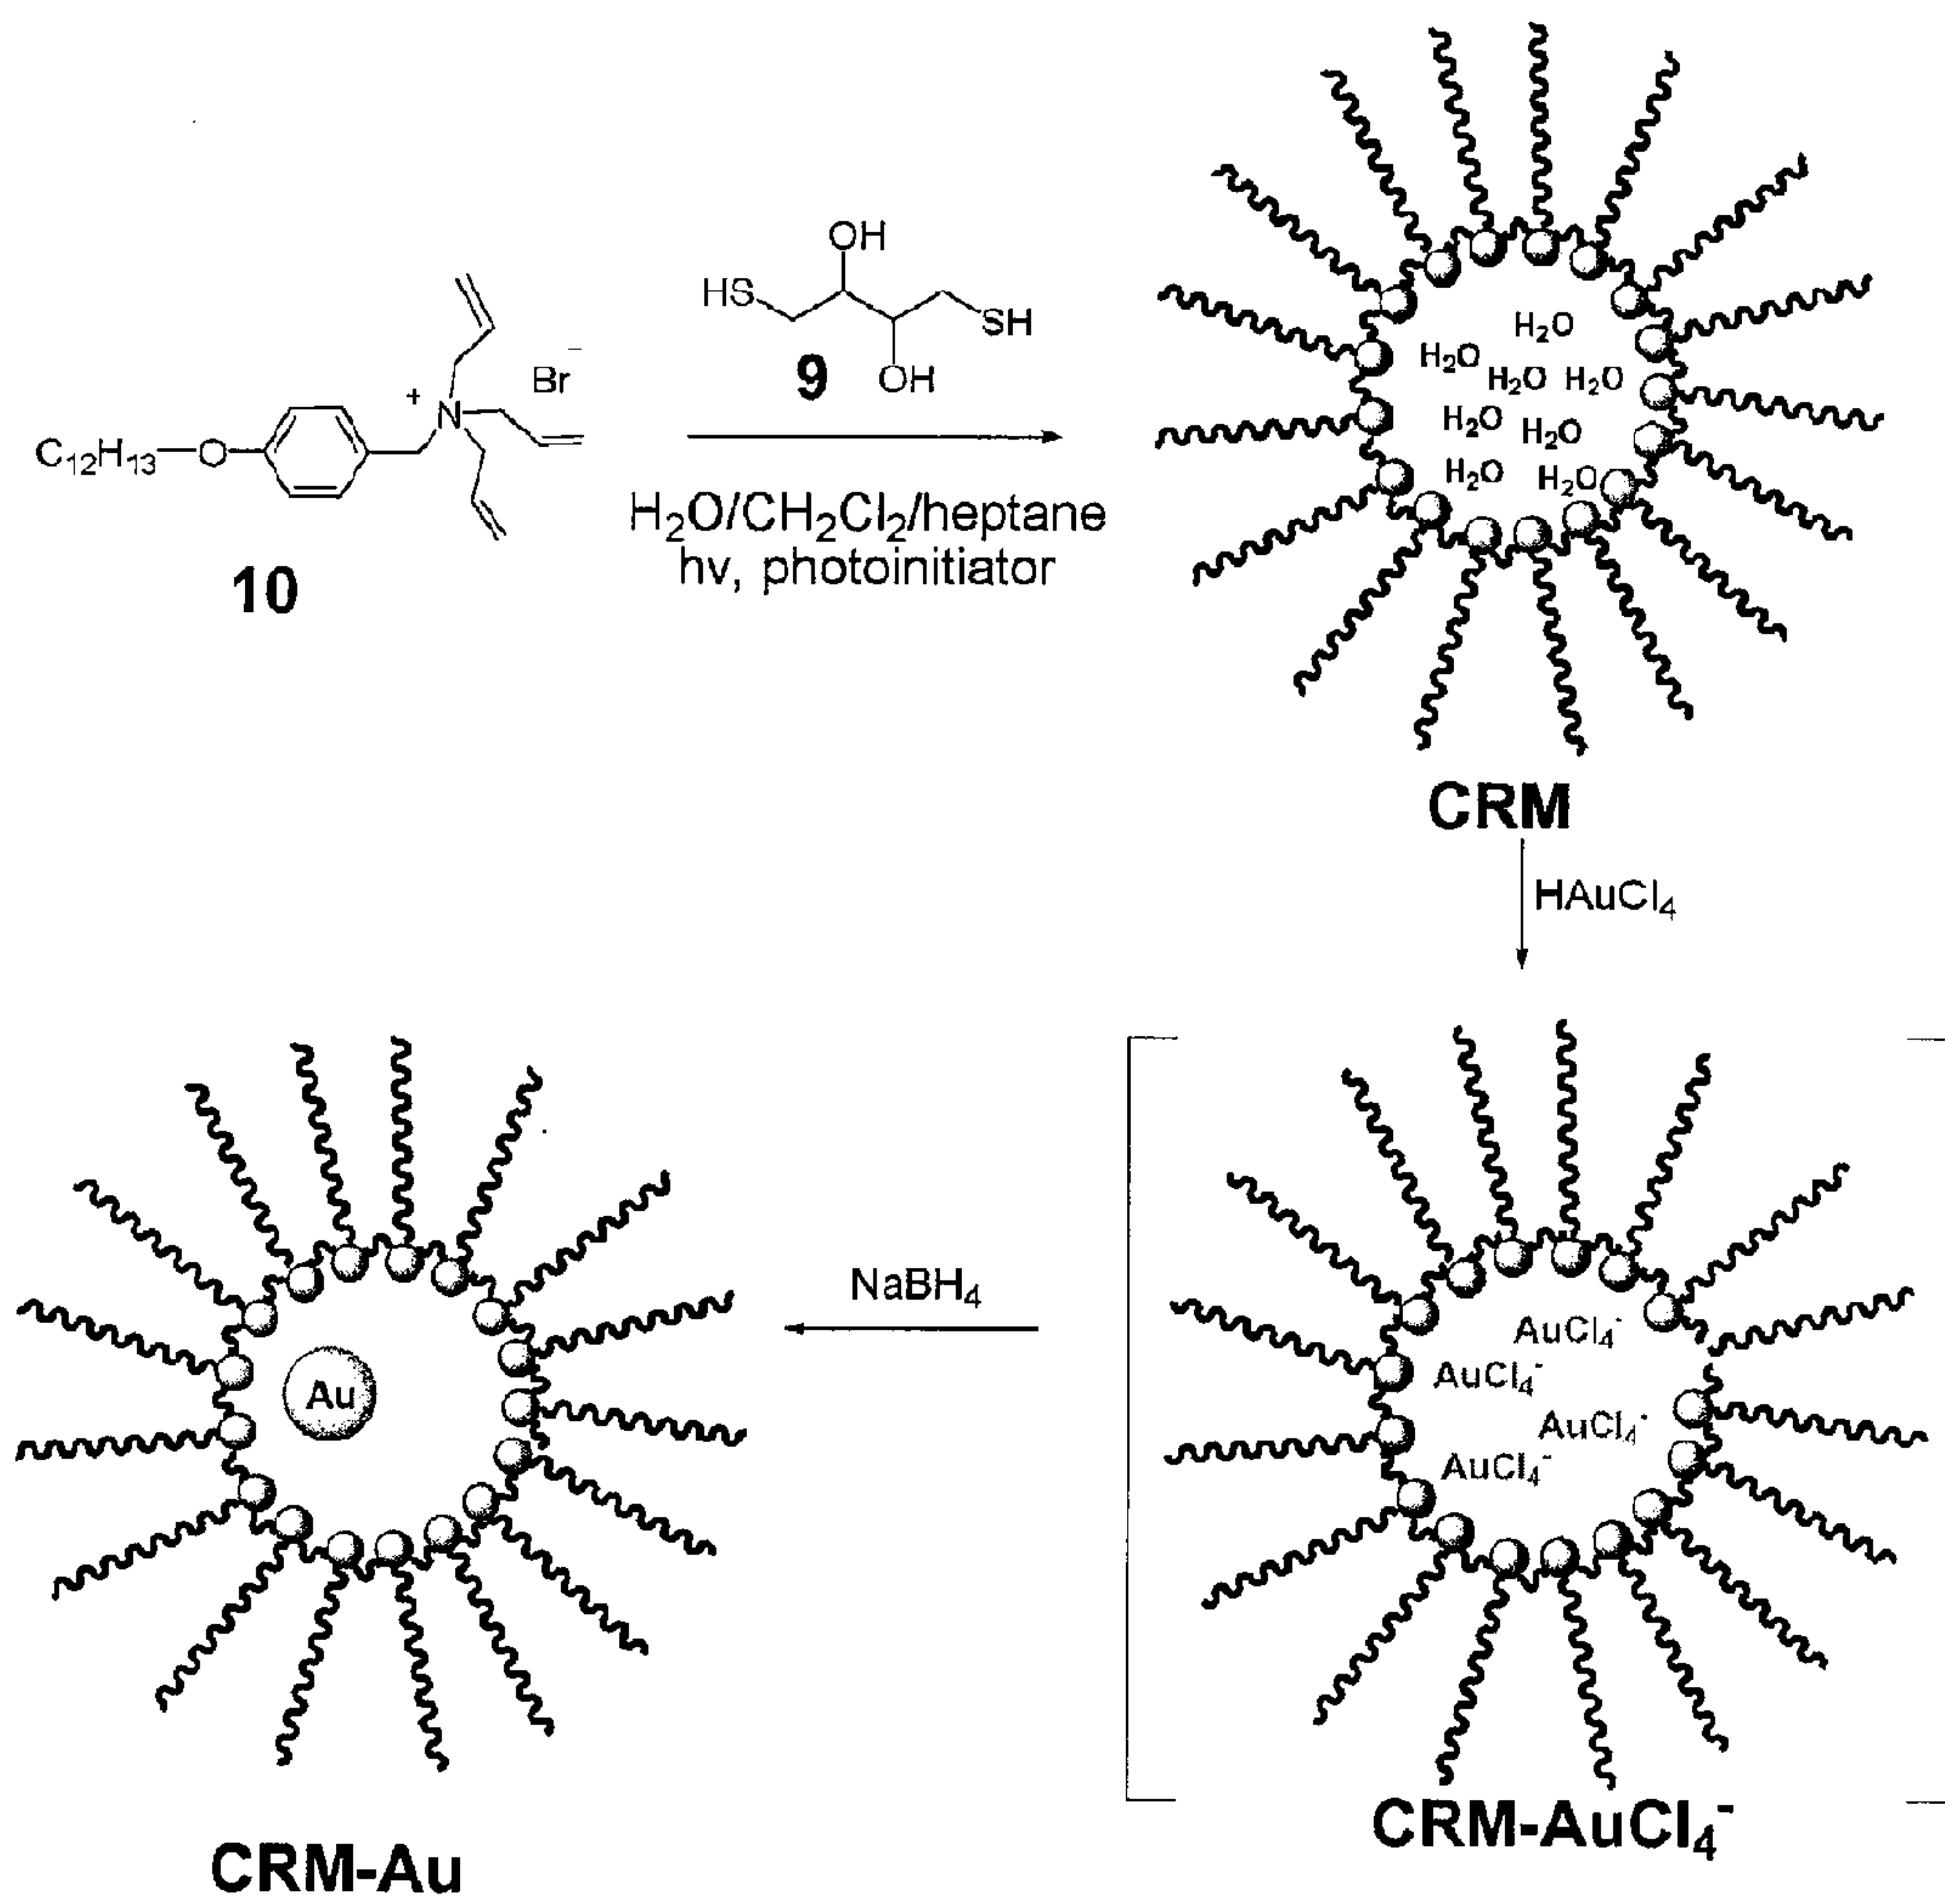 OH
HS
SH
OH
9
Br⁻
+
N
C₁₂H₁₃
O
10
H₂O/CH₂Cl₂/heptane
hν, photoinitiator
H₂O
H₂O
H₂O H₂O
H₂O
H₂O
H₂O
H₂O
CRM
HAuCl₄
AuCl₄⁻
AuCl₄⁻
AuCl₄⁻
AuCl₄⁻
CRM-AuCl₄⁻
NaBH₄
Au
CRM-Au